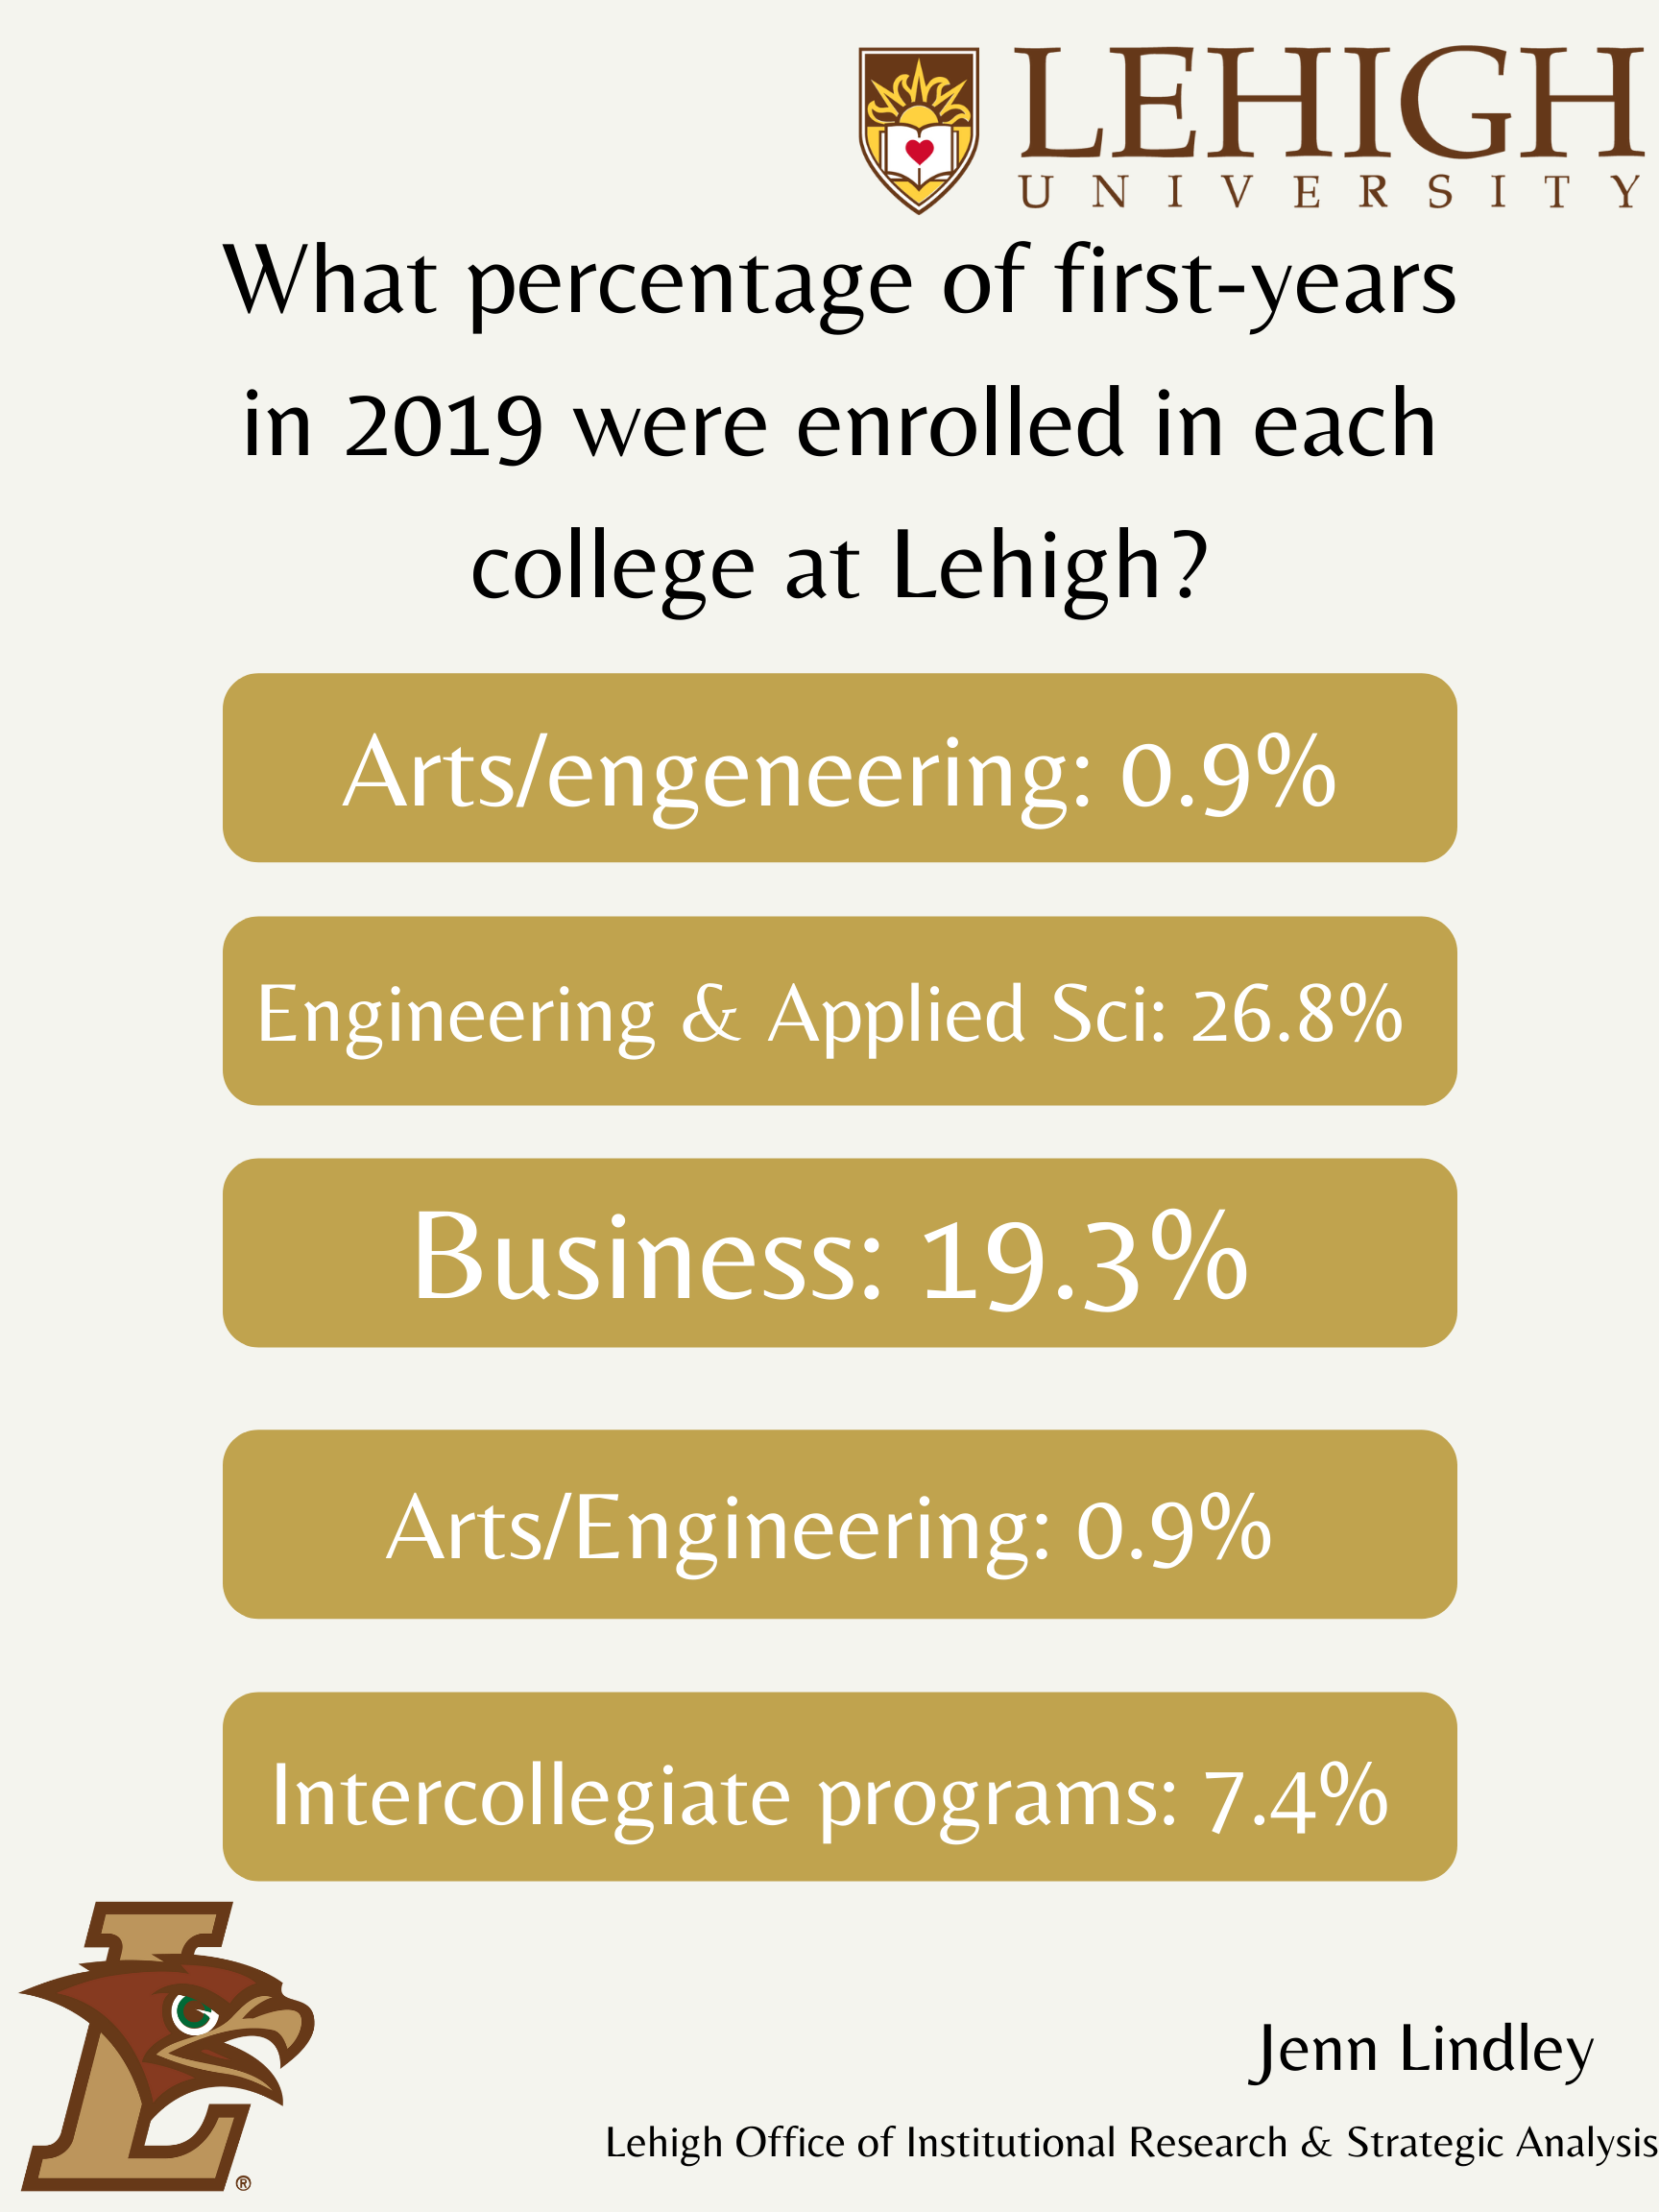 LEHIGH
UNIVERSITY
What percentage of first-years
in 2019 were enrolled in each
college at Lehigh?
Arts/engeneering: 0.9%
Engineering & Applied Sci: 26.8%
Business: 19.3%
Arts/Engineering: 0.9%
Intercollegiate programs: 7.4%
L
®
Jenn Lindley
Lehigh Office of Institutional Research & Strategic Analysis